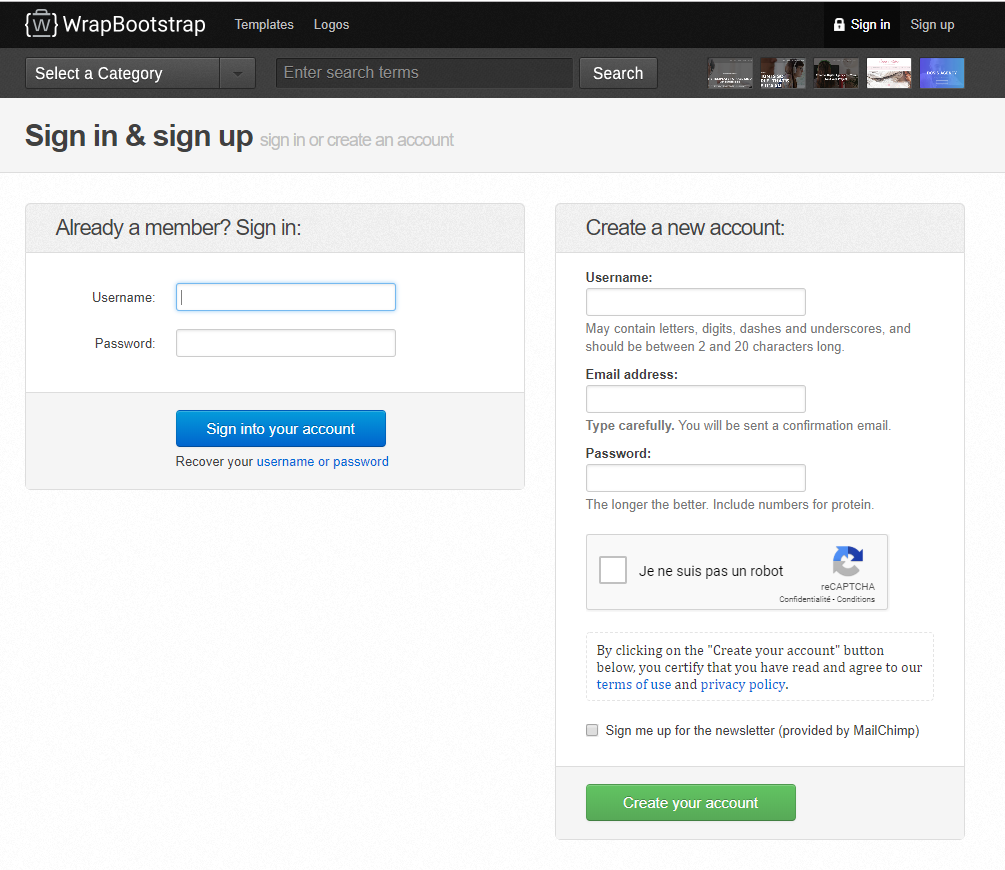 {W} WrapBootstrap Templates Logos Sign in Sign up
Select a Category Enter search terms Search
Sign in & sign up sign in or create an account
Already a member? Sign in:
Username:
Password:
Sign into your account
Recover your username or password
Create a new account:
Username:
May contain letters, digits, dashes and underscores, and
should be between 2 and 20 characters long.
Email address:
Type carefully. You will be sent a confirmation email.
Password:
The longer the better. Include numbers for protein.
Je ne suis pas un robot
reCAPTCHA
Confidentialité - Conditions
By clicking on the "Create your account" button
below, you certify that you have read and agree to our
terms of use and privacy policy.
Sign me up for the newsletter (provided by MailChimp)
Create your account